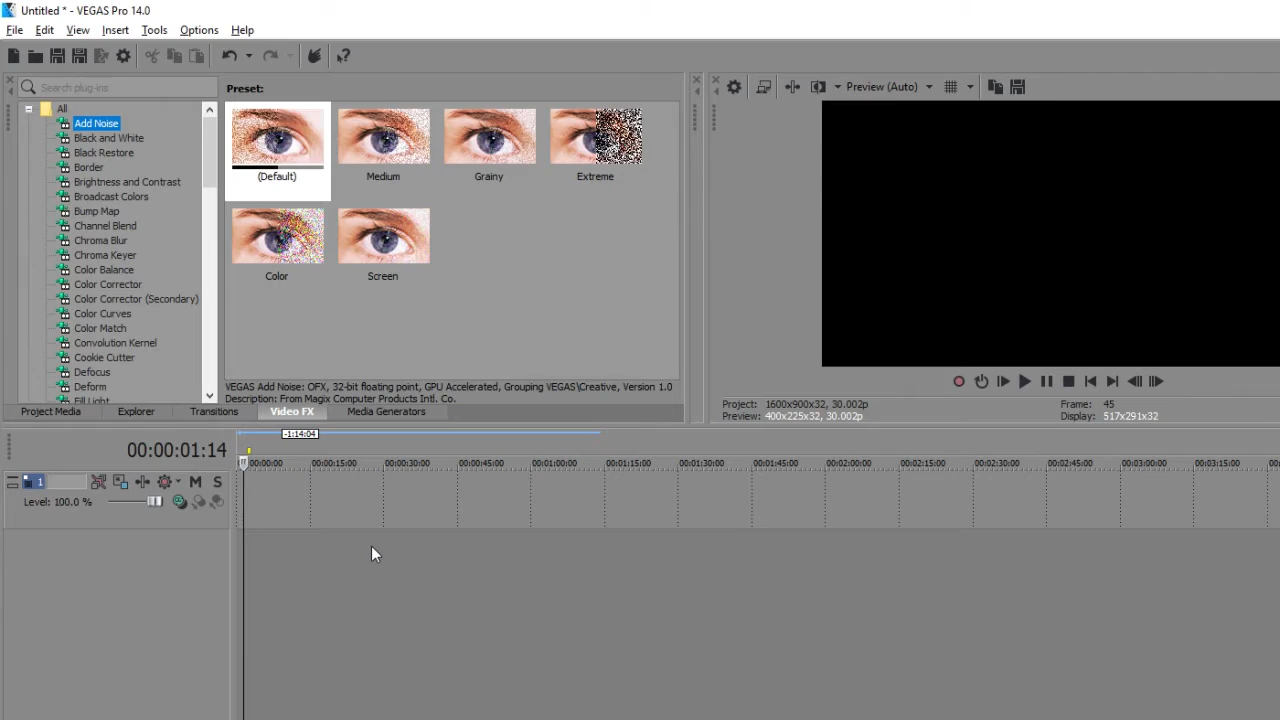 Untitled * - VEGAS Pro 14.0
File Edit View Insert Tools Options Help
Search plug-ins
Preset:
Preview (Auto)
All
Add Noise
Black and White
Black Restore
Border
Brightness and Contrast
Broadcast Colors
Bump Map
Channel Blend
Chroma Blur
Chroma Keyer
Color Balance
Color Corrector
Color Corrector (Secondary)
Color Curves
Color Match
Convolution Kernel
Cookie Cutter
Defocus
Deform
Fill Light
(Default) Medium Grainy Extreme
Color Screen
VEGAS Add Noise: OFX, 32-bit floating point, GPU Accelerated, Grouping VEGAS\Creative, Version 1.0
Description: From Magix Computer Products Intl. Co.
Project Media Explorer Transitions Video FX Media Generators
Project: 1600x900x32, 30.002p Frame: 45
Preview: 400x225x32, 30.002p Display: 517x291x32
-1:14:04
00:00:01:14
00:00:00 00:00:15:00 00:00:30:00 00:00:45:00 00:01:00:00 00:01:15:00 00:01:30:00 00:01:45:00 00:02:00:00 00:02:15:00 00:02:30:00 00:02:45:00 00:03:00:00 00:03:15:00
1 M S
Level: 100.0 %